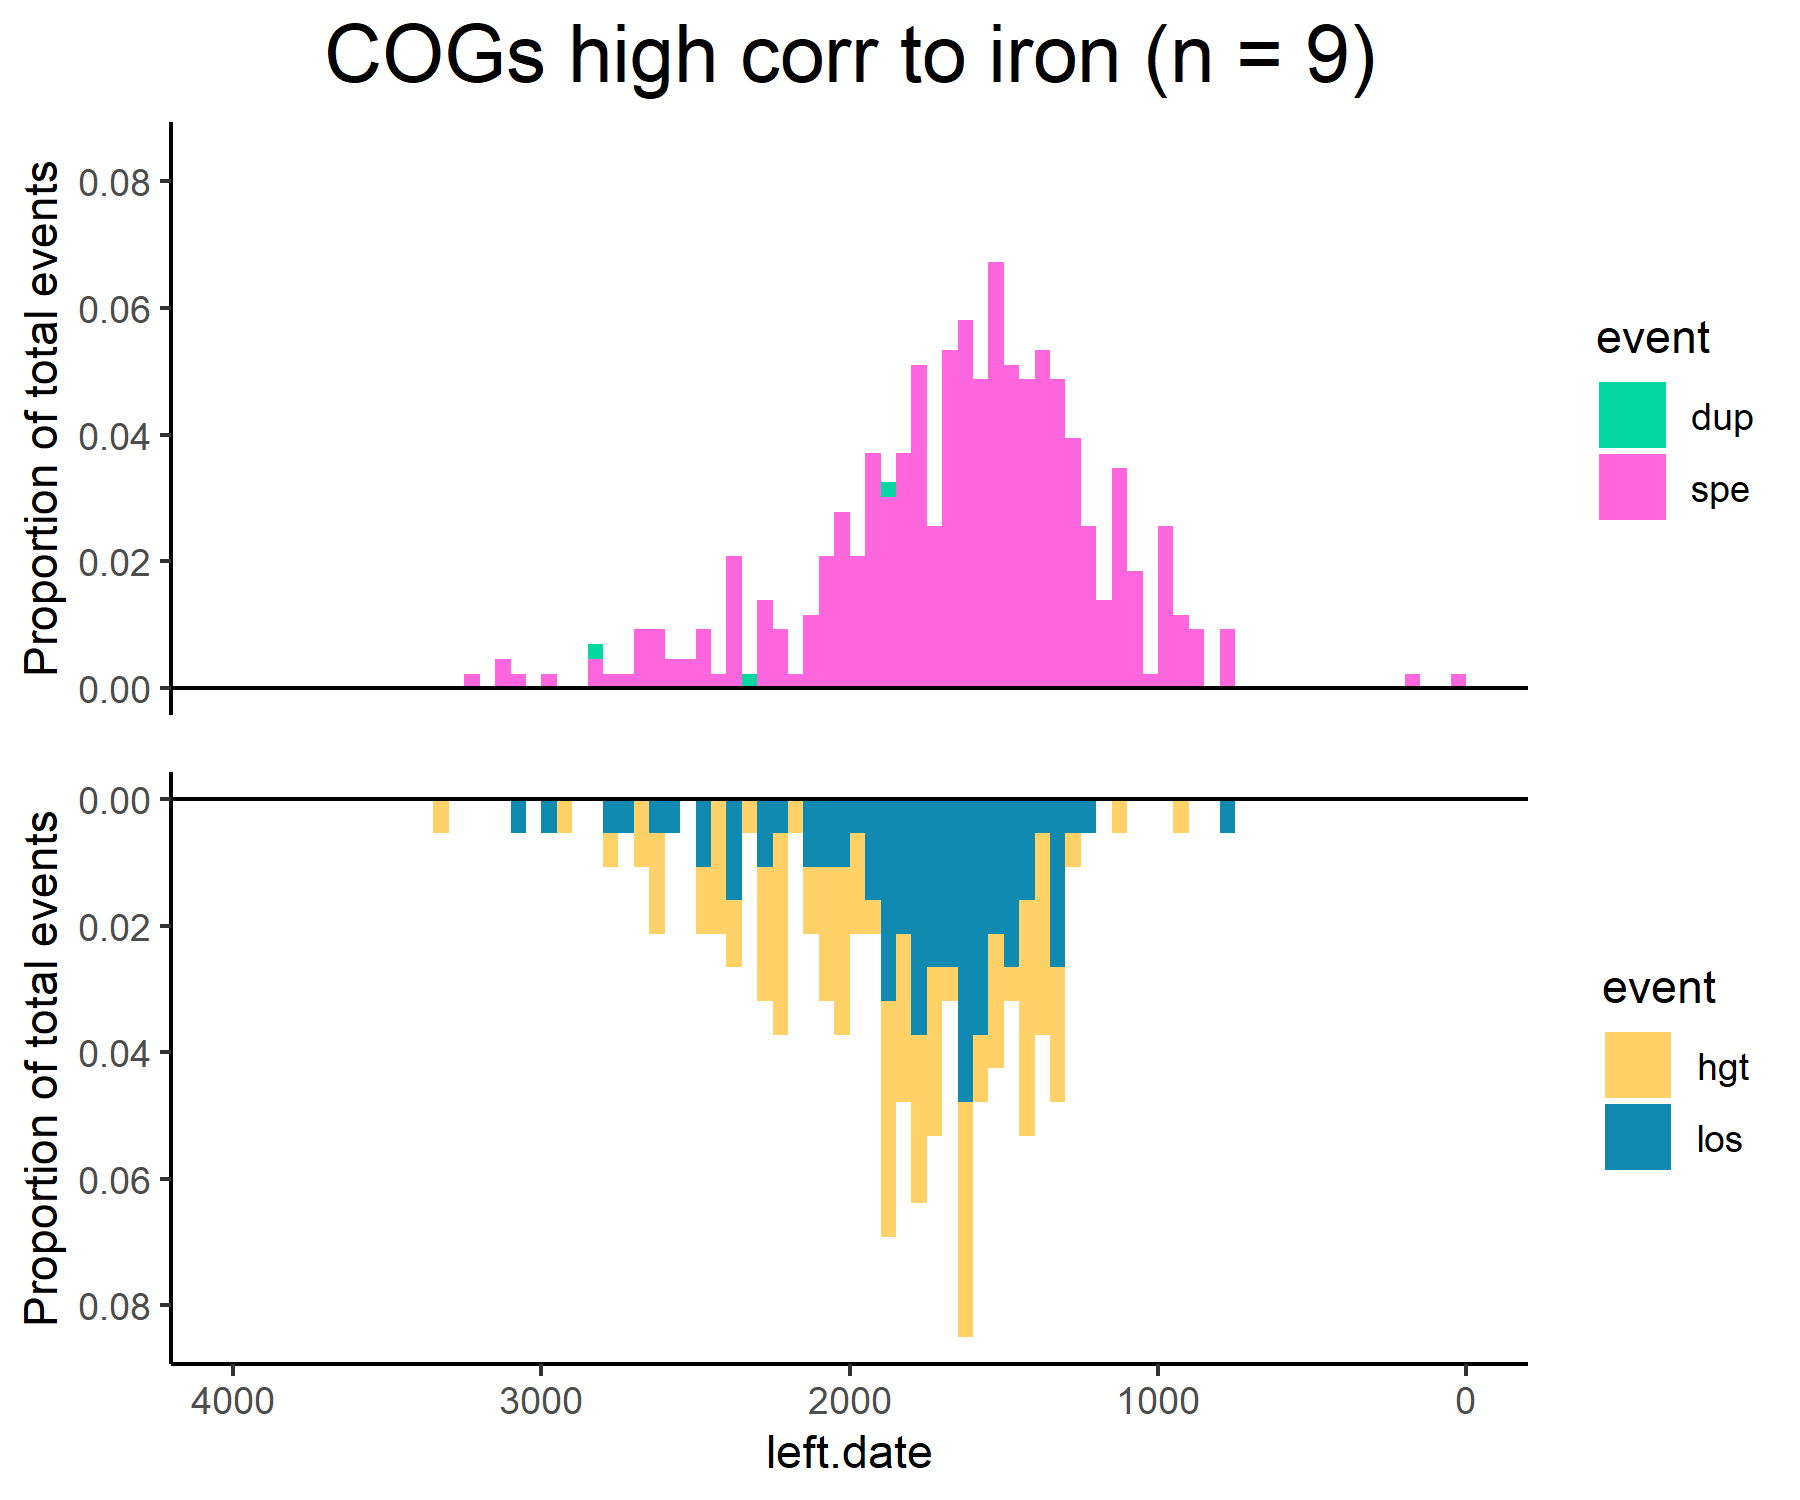 COGs high corr to iron (n = 9)
Proportion of total events
0.08
0.06
0.04
0.02
0.00
event
dup
spe
Proportion of total events
0.00
0.02
0.04
0.06
0.08
event
hgt
los
4000 3000 2000 1000 0
left.date